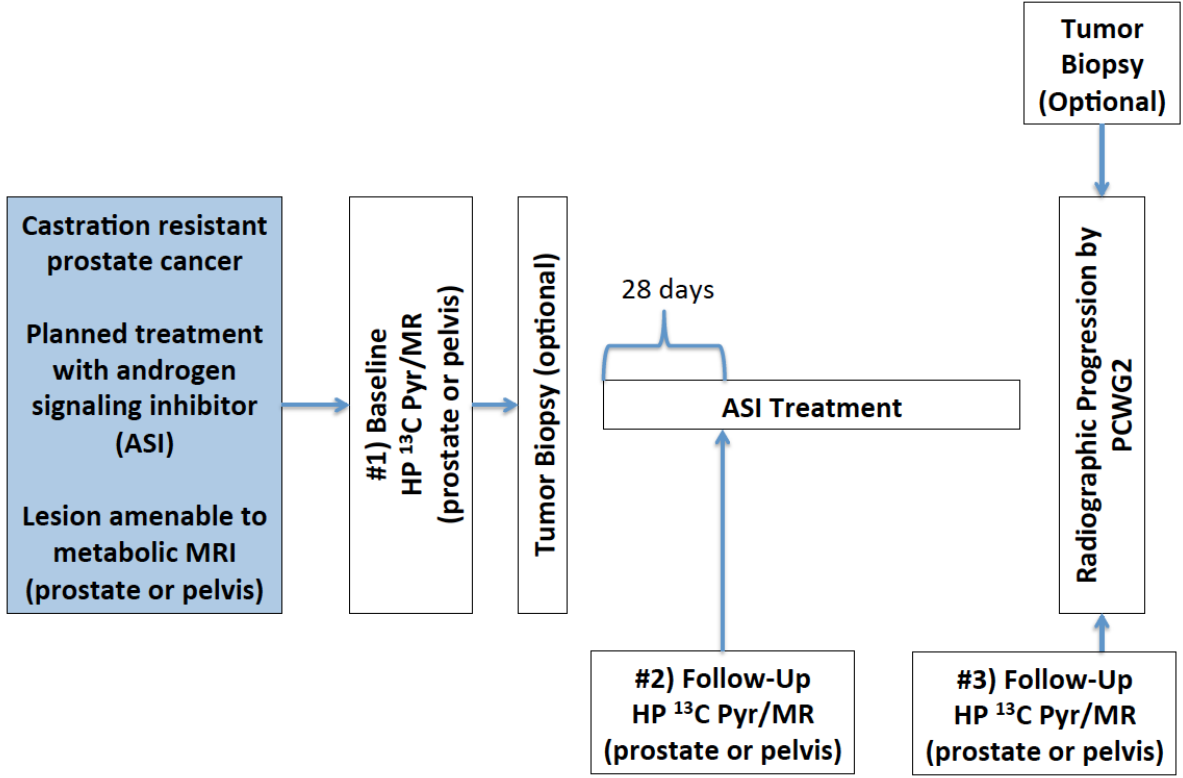 Castration resistant
prostate cancer
Planned treatment
with androgen
signaling inhibitor
(ASI)
Lesion amenable to
metabolic MRI
(prostate or pelvis)
#1) Baseline
HP ¹³C Pyr/MR
(prostate or pelvis)
Tumor Biopsy (optional)
28 days
ASI Treatment
#2) Follow-Up
HP ¹³C Pyr/MR
(prostate or pelvis)
Tumor
Biopsy
(Optional)
Radiographic Progression by
PCWG2
#3) Follow-Up
HP ¹³C Pyr/MR
(prostate or pelvis)